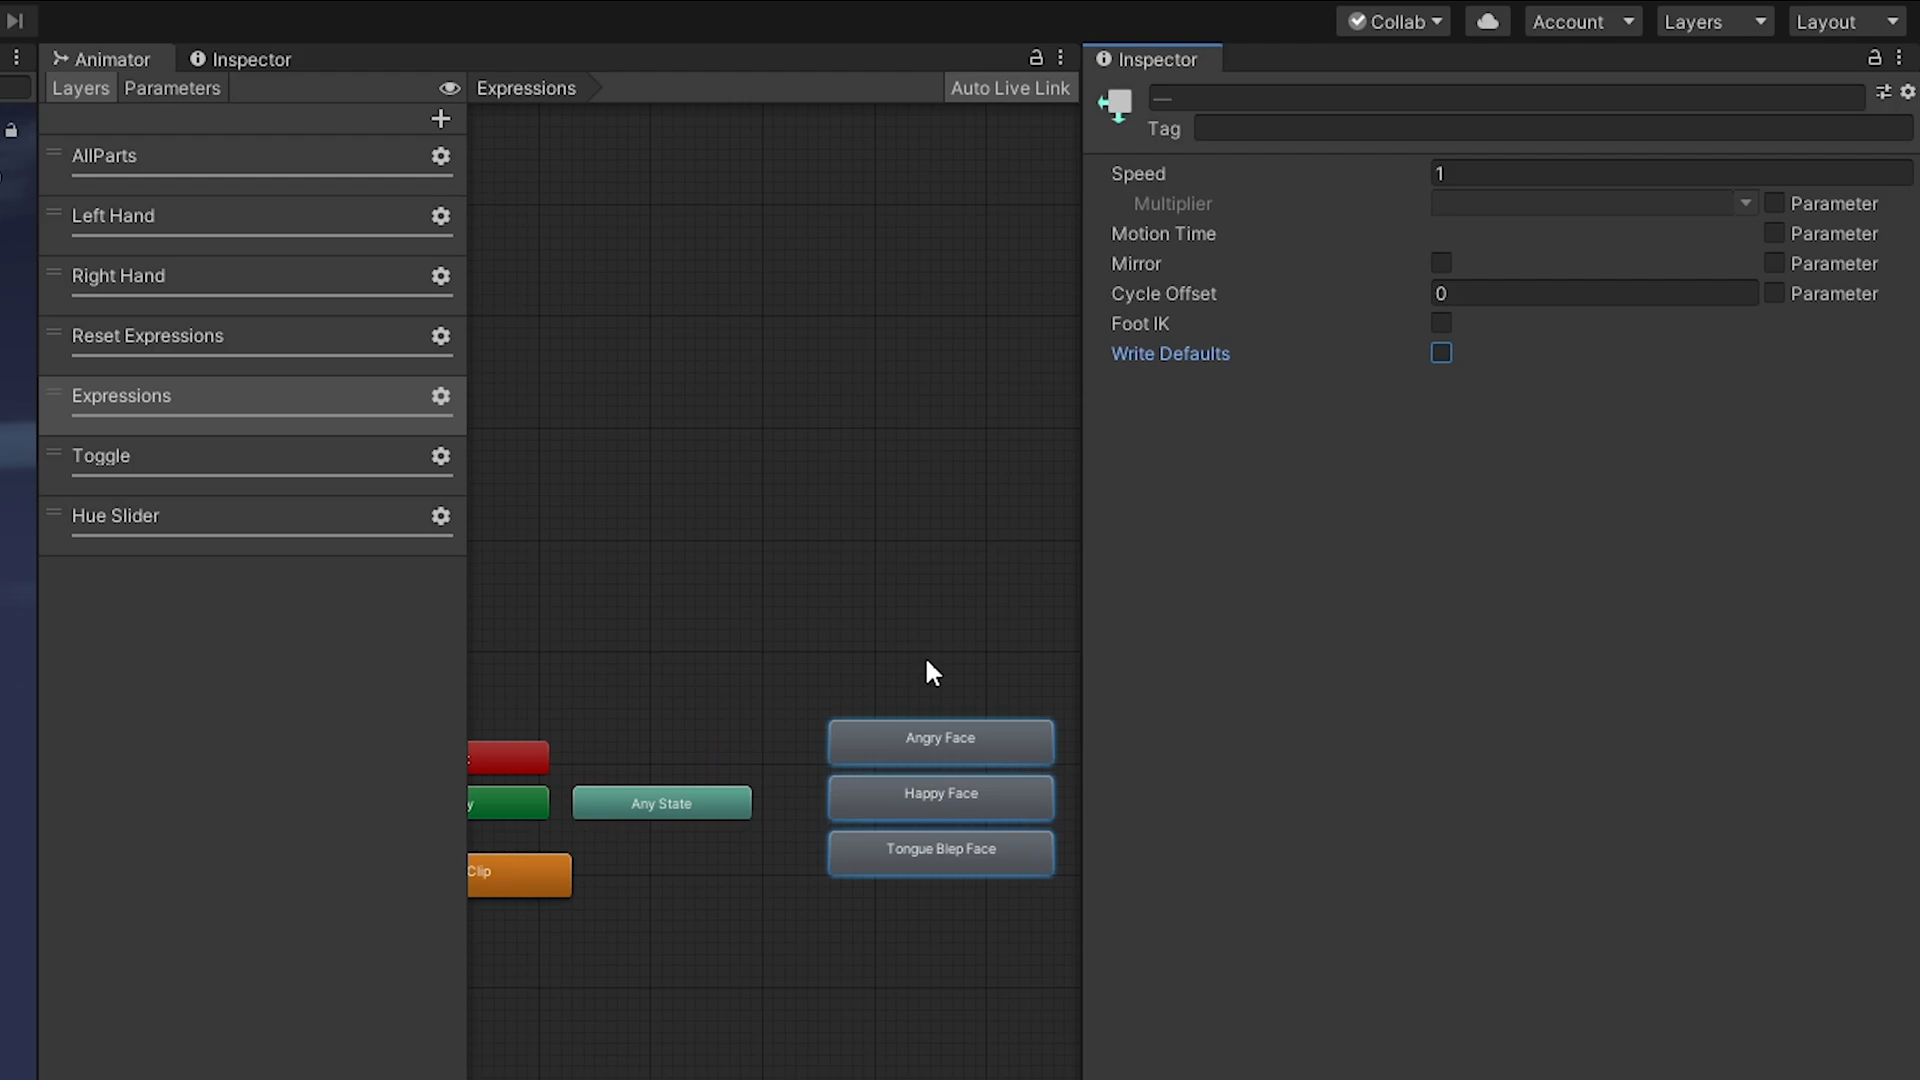 Collab
Account
Layers
Layout
Animator
Inspector
Inspector
Layers
Parameters
Expressions
Auto Live Link
—
Tag
AllParts
Left Hand
Right Hand
Reset Expressions
Expressions
Toggle
Hue Slider
Speed 1
Multiplier Parameter
Motion Time Parameter
Mirror Parameter
Cycle Offset 0 Parameter
Foot IK
Write Defaults
Angry Face
Happy Face
Tongue Blep Face
y
Any State
Clip